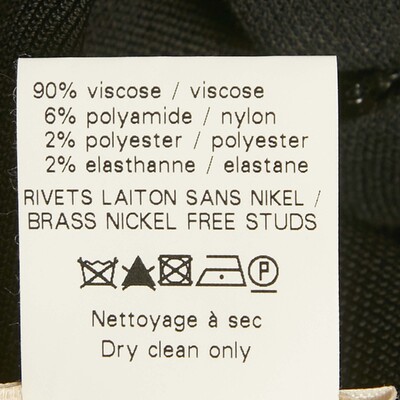 90% viscose / viscose
6% polyamide / nylon
2% polyester / polyester
2% elasthanne / elastane
RIVETS LAITON SANS NIKEL /
BRASS NICKEL FREE STUDS
P
Nettoyage à sec
Dry clean only